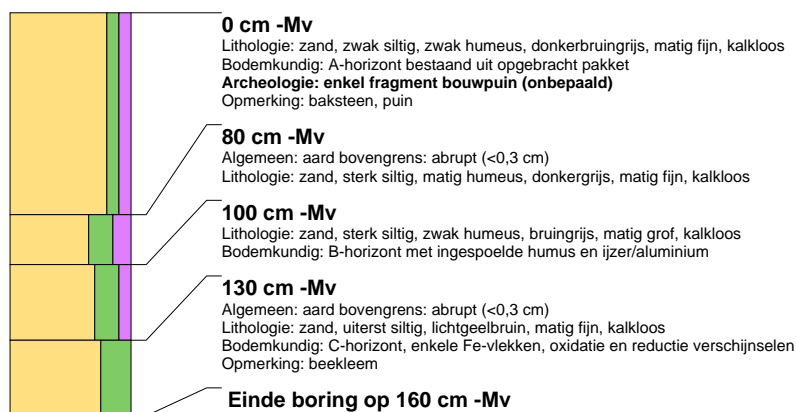 0 cm -Mv
Lithologie: zand, zwak siltig, zwak humeus, donkerbruingrijs, matig fijn, kalkloos
Bodemkundig: A-horizont bestaand uit opgebracht pakket
Archeologie: enkel fragment bouwpuin (onbepaald)
Opmerking: baksteen, puin
80 cm -Mv
Algemeen: aard bovengrens: abrupt (<0,3 cm)
Lithologie: zand, sterk siltig, matig humeus, donkergrijs, matig fijn, kalkloos
100 cm -Mv
Lithologie: zand, sterk siltig, zwak humeus, bruingrijs, matig grof, kalkloos
Bodemkundig: B-horizont met ingespoelde humus en ijzer/aluminium
130 cm -Mv
Algemeen: aard bovengrens: abrupt (<0,3 cm)
Lithologie: zand, uiterst siltig, lichtgeelbruin, matig fijn, kalkloos
Bodemkundig: C-horizont, enkele Fe-vlekken, oxidatie en reductie verschijnselen
Opmerking: beekleem
Einde boring op 160 cm -Mv